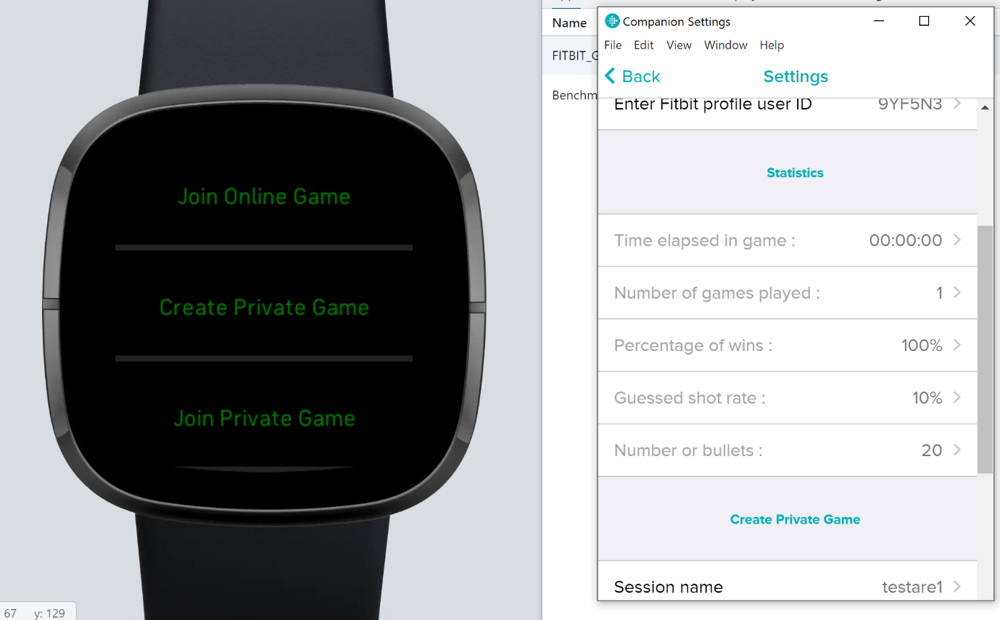 Join Online Game
Create Private Game
Join Private Game
67 y: 129
Name
FITBIT_G
Benchm
Companion Settings
File Edit View Window Help
Back Settings
Enter Fitbit profile user ID 9YF5N3
Statistics
Time elapsed in game : 00:00:00
Number of games played : 1
Percentage of wins : 100%
Guessed shot rate : 10%
Number or bullets : 20
Create Private Game
Session name testare1